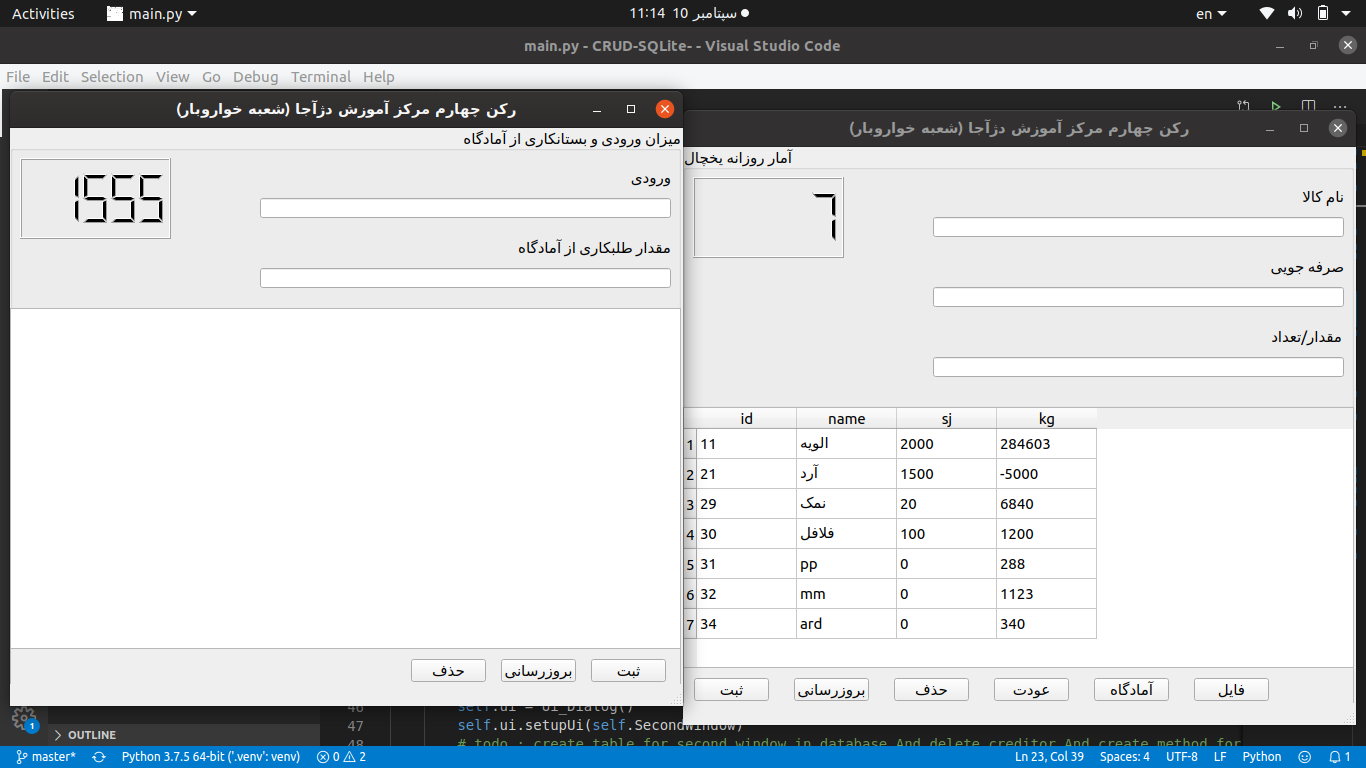 Activities main.py 11:14 سپتامبر 10 en
main.py - CRUD-SQLite- - Visual Studio Code
File Edit Selection View Go Debug Terminal Help
رکن چهارم مرکز آموزش دژآجا (شعبه خواروبار)
میزان ورودی و بستانکاری از آمادگاه
1555
ورودی
مقدار طلبکاری از آمادگاه
حذف بروزرسانی ثبت
رکن چهارم مرکز آموزش دژآجا (شعبه خواروبار)
آمار روزانه یخچال
7
نام کالا
صرفه جویی
مقدار/تعداد
id name sj kg
1 11 الویه 2000 284603
2 21 آرد 1500 -5000
3 29 نمک 20 6840
4 30 فلافل 100 1200
5 31 pp 0 288
6 32 mm 0 1123
7 34 ard 0 340
ثبت بروزرسانی حذف عودت آمادگاه فایل
46 self.ui = Ui_Dialog()
47 self.ui.setupUi(self.SecondWindow)
48 # todo : create table for second window in database And delete creditor And create method for
1
OUTLINE
master* Python 3.7.5 64-bit ('.venv': venv) 0 2 Ln 23, Col 39 Spaces: 4 UTF-8 LF Python 1